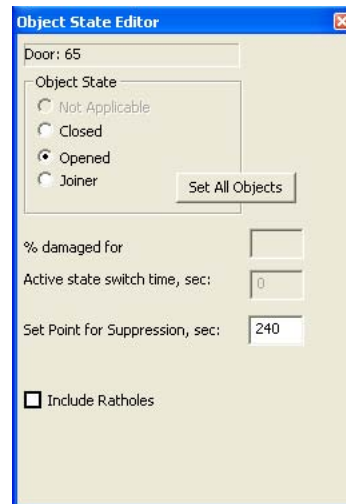 Object State Editor
Door: 65
Object State
Not Applicable
Closed
Opened
Joiner
Set All Objects
% damaged for
Active state switch time, sec: 0
Set Point for Suppression, sec: 240
Include Ratholes